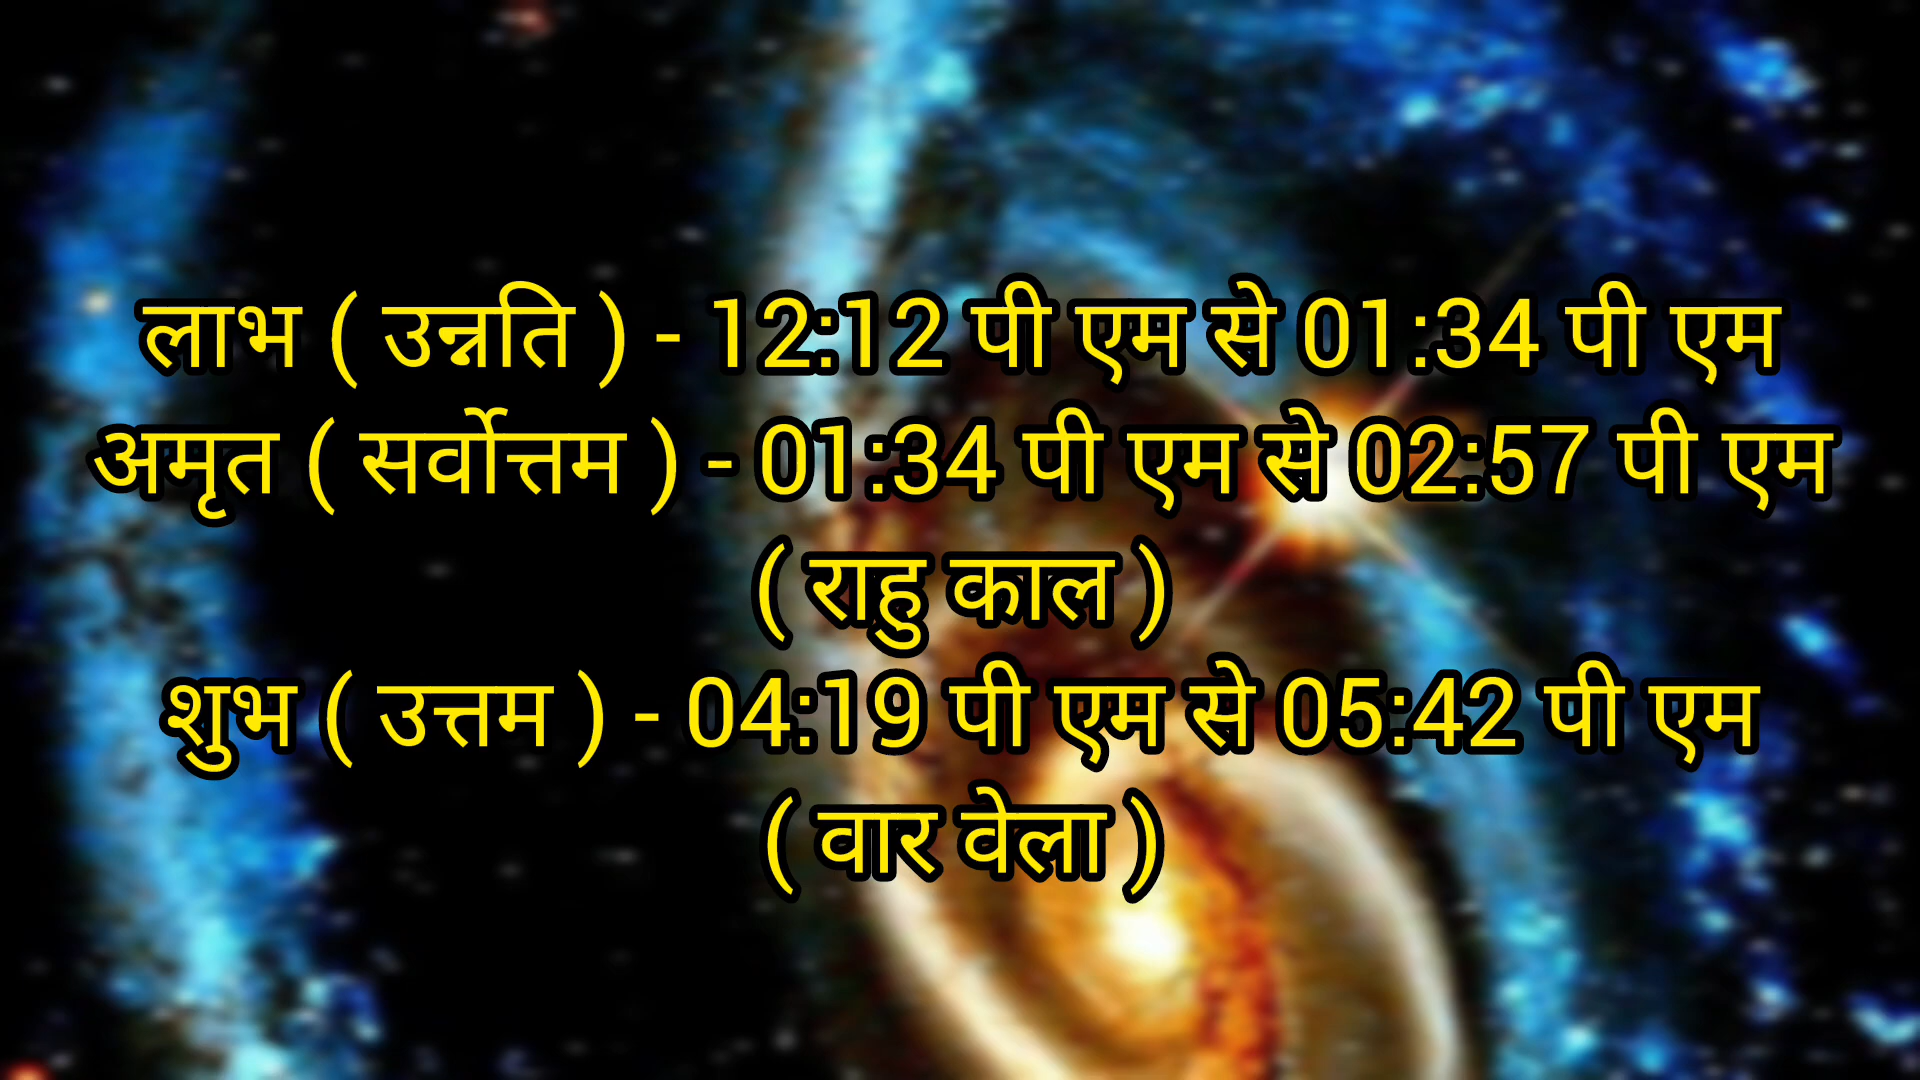 लाभ ( उन्नति ) - 12:12 पी एम से 01:34 पी एम
अमृत ( सर्वोत्तम ) - 01:34 पी एम से 02:57 पी एम
( राहु काल )
शुभ ( उत्तम ) - 04:19 पी एम से 05:42 पी एम
( वार वेला )